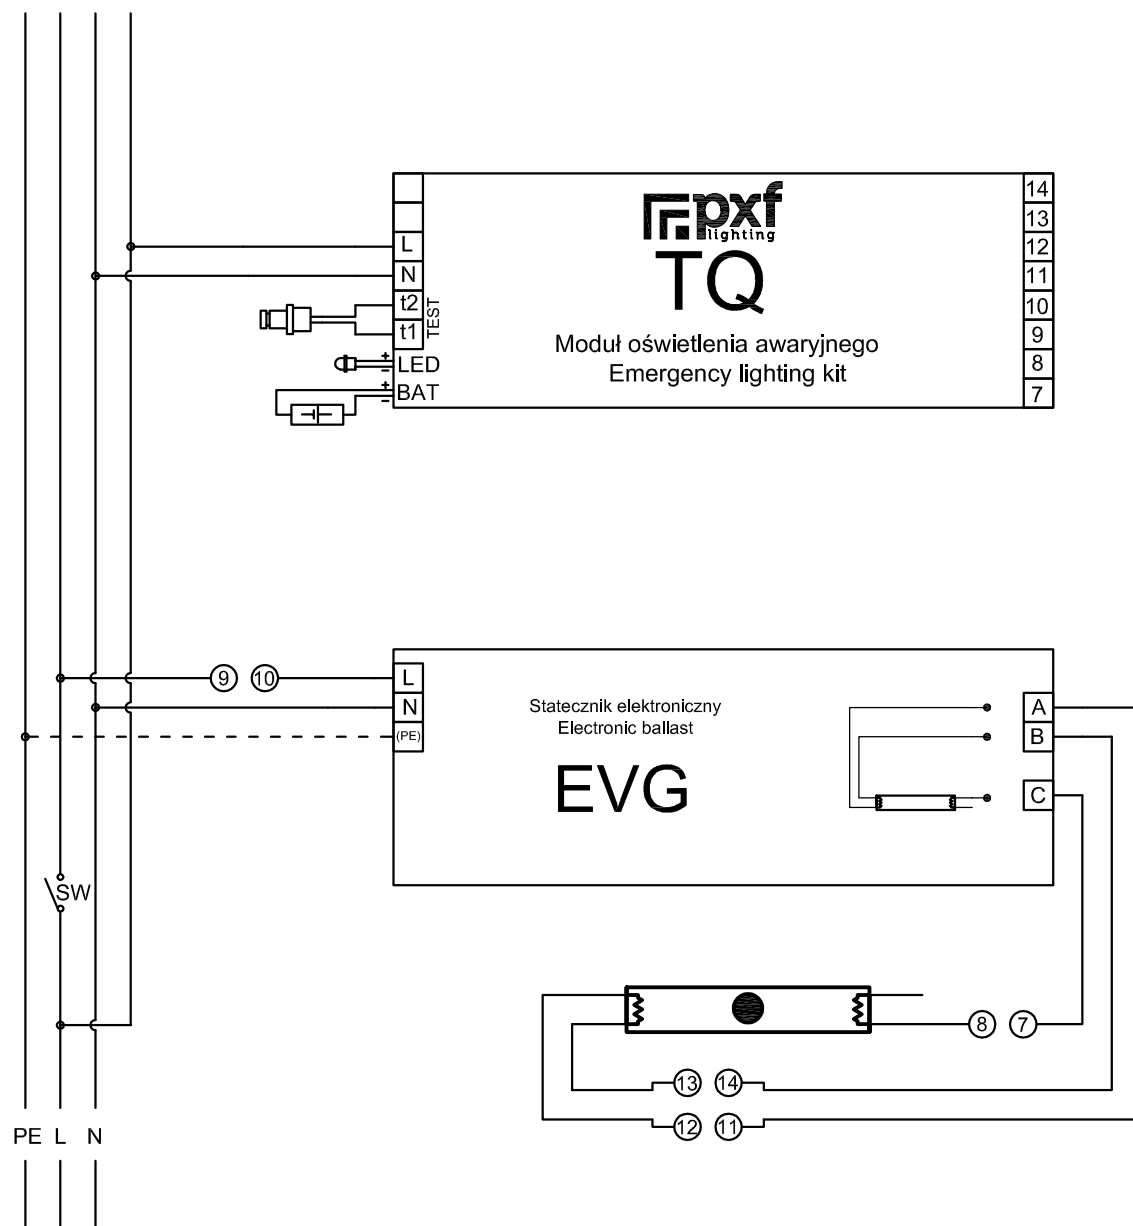 pxf
lighting
TQ
Moduł oświetlenia awaryjnego
Emergency lighting kit
L
N
t2
t1
TEST
+
−
LED
+
−
BAT
14
13
12
11
10
9
8
7
9 10
L
N
(PE)
Statecznik elektroniczny
Electronic ballast
EVG
A
B
C
SW
8 7
13 14
12 11
PE L N